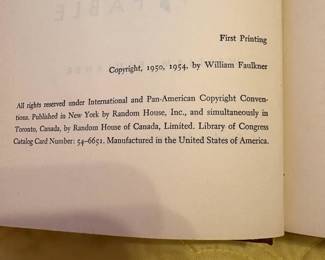 First Printing
Copyright, 1950, 1954, by William Faulkner
All rights reserved under International and Pan-American Copyright Conven-
tions. Published in New York by Random House, Inc., and simultaneously in
Toronto, Canada, by Random House of Canada, Limited. Library of Congress
Catalog Card Number: 54-6651. Manufactured in the United States of America.